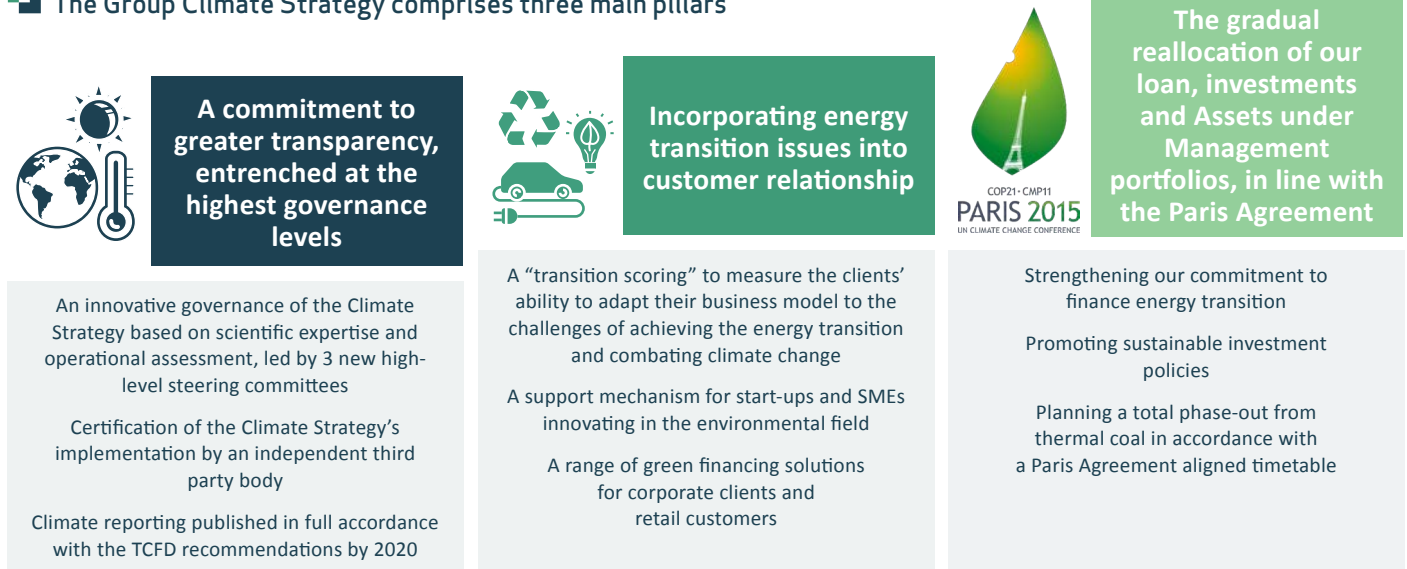 The Group Climate Strategy comprises three main pillars
A commitment to
greater transparency,
entrenched at the
highest governance
levels
An innovative governance of the Climate
Strategy based on scientific expertise and
operational assessment, led by 3 new high-
level steering committees
Certification of the Climate Strategy’s
implementation by an independent third
party body
Climate reporting published in full accordance
with the TCFD recommendations by 2020
Incorporating energy
transition issues into
customer relationship
A “transition scoring” to measure the clients’
ability to adapt their business model to the
challenges of achieving the energy transition
and combating climate change
A support mechanism for start-ups and SMEs
innovating in the environmental field
A range of green financing solutions
for corporate clients and
retail customers
COP21•CMP11
PARIS 2015
UN CLIMATE CHANGE CONFERENCE
The gradual
reallocation of our
loan, investments
and Assets under
Management
portfolios, in line with
the Paris Agreement
Strengthening our commitment to
finance energy transition
Promoting sustainable investment
policies
Planning a total phase-out from
thermal coal in accordance with
a Paris Agreement aligned timetable